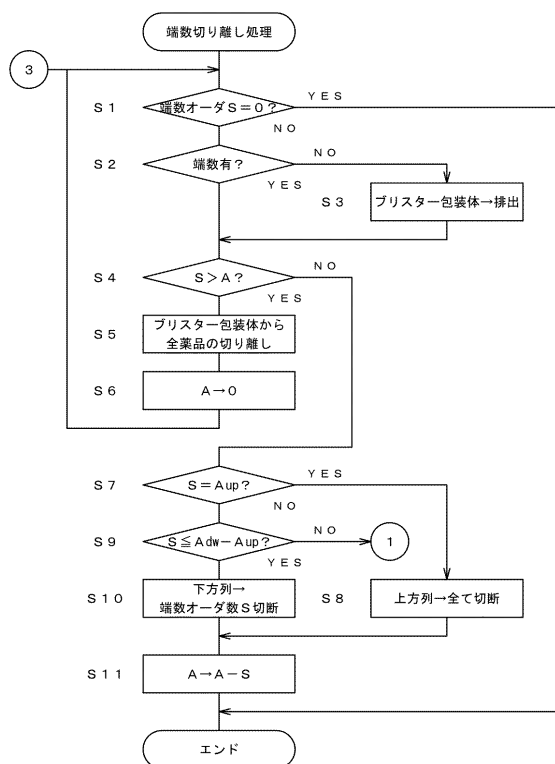 端数切り離し処理
3
S1
端数オーダS=0?
YES
NO
S2
端数有?
NO
YES
S3
ブリスター包装体→排出
S4
S>A?
NO
YES
S5
ブリスター包装体から
全薬品の切り離し
S6
A→0
S7
S=Aup?
YES
NO
S9
S≦Adw−Aup?
NO
1
YES
S10
下方列→
端数オーダ数S切断
S8
上方列→全て切断
S11
A→A−S
エンド